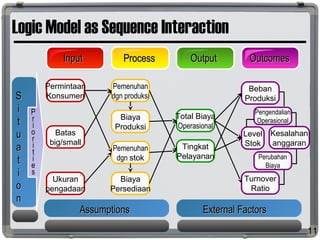 Logic Model as Sequence Interaction
Input
Process
Output
Outcomes
Situation
Priorities
Permintaan
Konsumen
Batas
big/small
Ukuran
pengadaan
Pemenuhan
dgn produksi
Biaya
Produksi
Pemenuhan
dgn stok
Biaya
Persediaan
Total Biaya
Operasional
Tingkat
Pelayanan
Beban
Produksi
Pengendalian
Operasional
Level
Stok
Kesalahan
anggaran
Perubahan
Biaya
Turnover
Ratio
Assumptions
External Factors
11